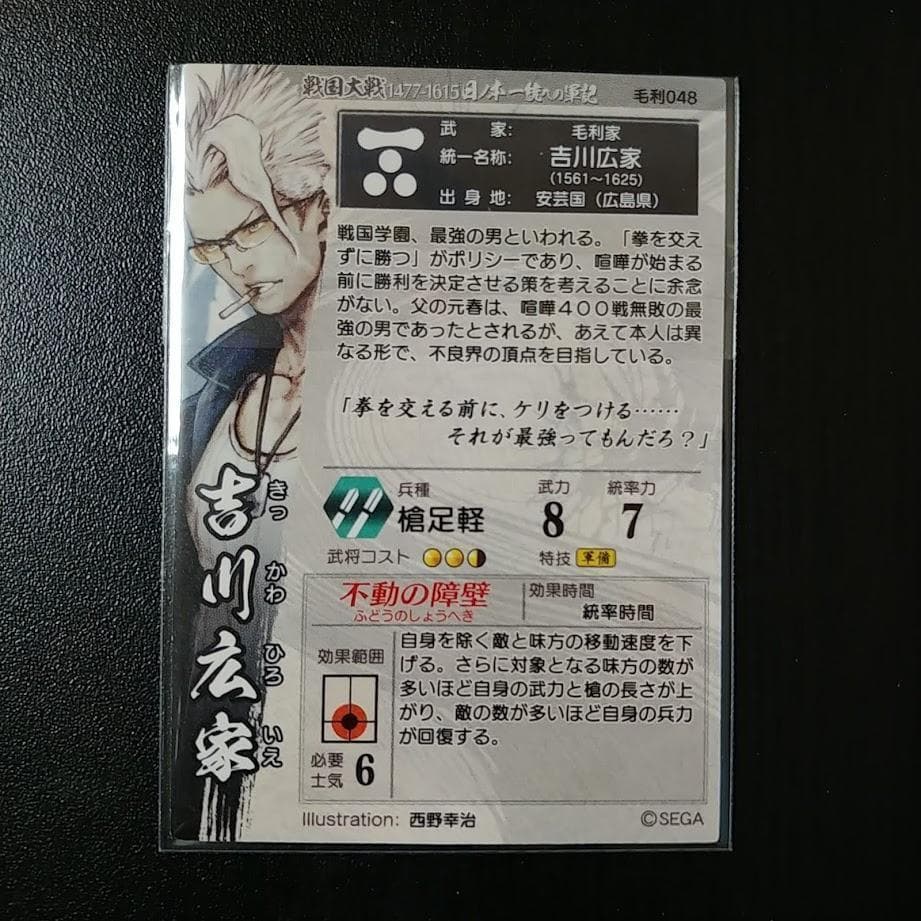 戦国大戦1477-1615日ノ本一統への軍記
毛利048
武家: 毛利家
統一名称: 吉川広家
(1561～1625)
出身地: 安芸国（広島県）
戦国学園、最強の男といわれる。「拳を交え
ずに勝つ」がポリシーであり、喧嘩が始まる
前に勝利を決定させる策を考えることに余念
がない。父の元春は、喧嘩４００戦無敗の最
強の男であったとされるが、あえて本人は異
なる形で、不良界の頂点を目指している。
「拳を交える前に、ケリをつける……
それが最強ってもんだろ？」
兵種
槍足軽
武力
8
統率力
7
武将コスト
特技 軍備
不動の障壁
ふどうのしょうへき
効果時間
統率時間
効果範囲
必要
士気 6
自身を除く敵と味方の移動速度を下
げる。さらに対象となる味方の数が
多いほど自身の武力と槍の長さが上
がり、敵の数が多いほど自身の兵力
が回復する。
吉川広家
きっかわひろいえ
Illustration: 西野幸治
©SEGA